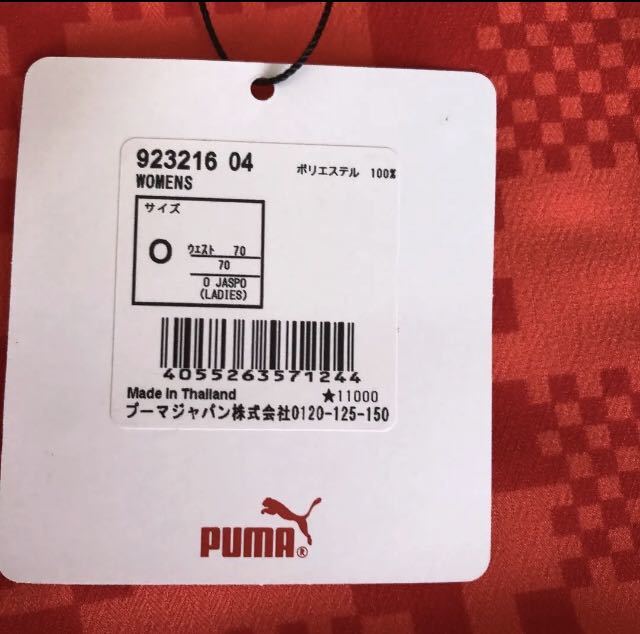 923216 04
WOMENS
ポリエステル 100%
サイズ
O
ウエスト 70
70
O JASPO
(LADIES)
4055263571244
Made in Thailand
★11000
プーマジャパン株式会社0120-125-150
PUMA®